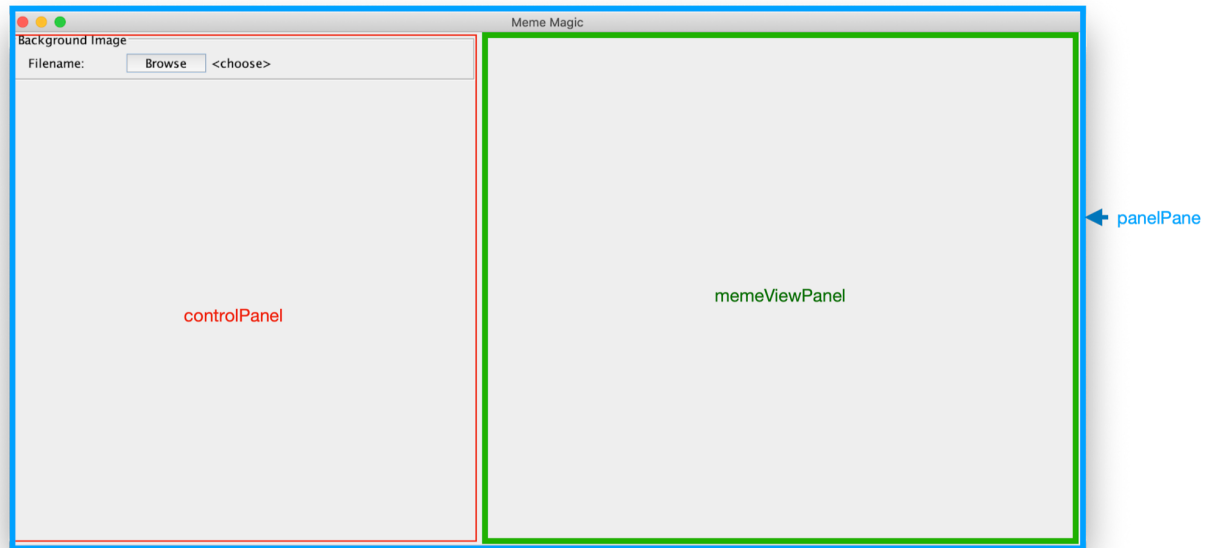 Meme Magic
Background Image
Filename: Browse <choose>
panelPane
memeViewPanel
controlPanel